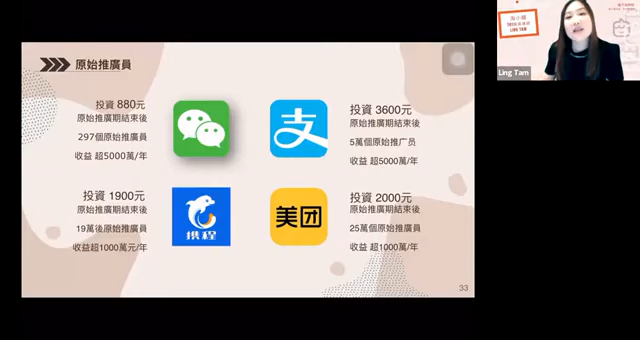 原始推廣員
投資 880元
原始推廣期結束後
297個原始推廣員
收益 超5000萬/年
支
投資 3600元
原始推廣期結束後
5萬個原始推广员
收益 超5000萬/年
投資 1900元
原始推廣期結束後
19萬後原始推廣員
收益超1000萬元/年
携程
美团
投資 2000元
原始推廣期結束後
25萬個原始推廣員
收益 超1000萬/年
33
LING TAM
Ling Tam